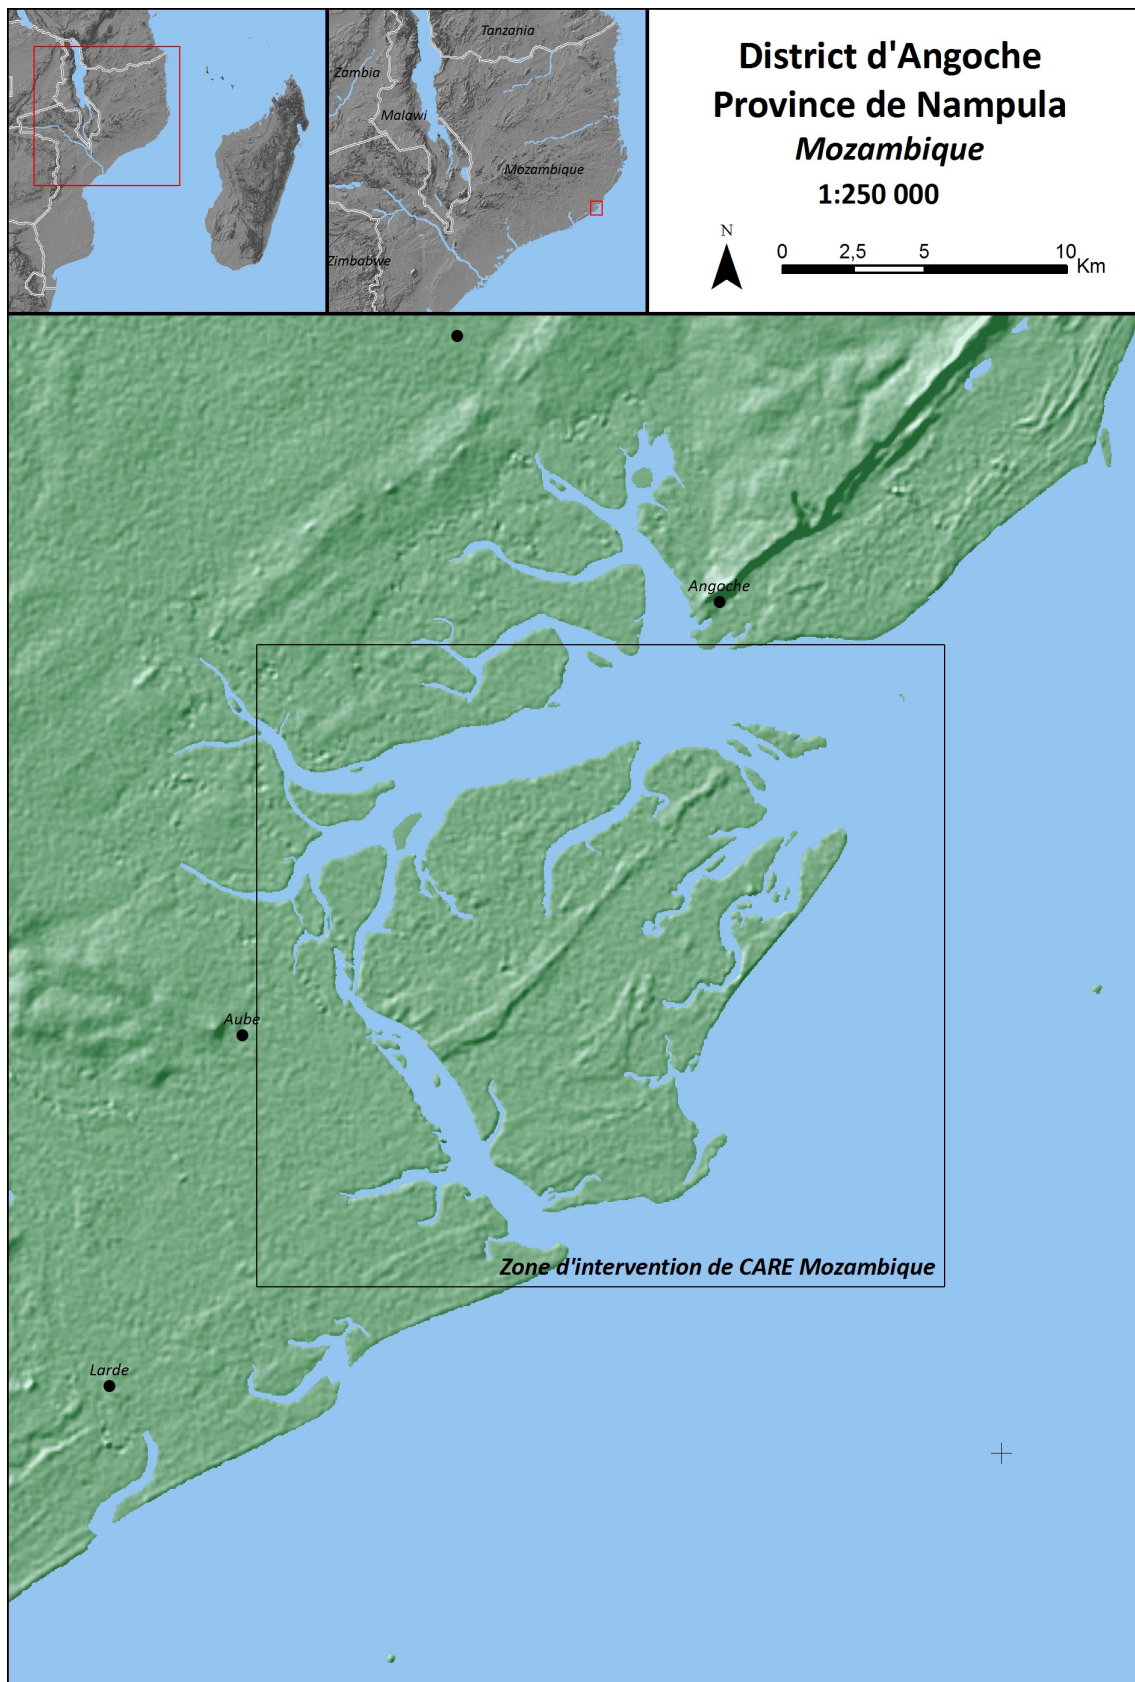 Tanzania
Zambia
Malawi
Mozambique
Zimbabwe
District d'Angoche
Province de Nampula
Mozambique
1:250 000
N
0 2,5 5 10 Km
Angoche
Aube
Zone d'intervention de CARE Mozambique
Larde